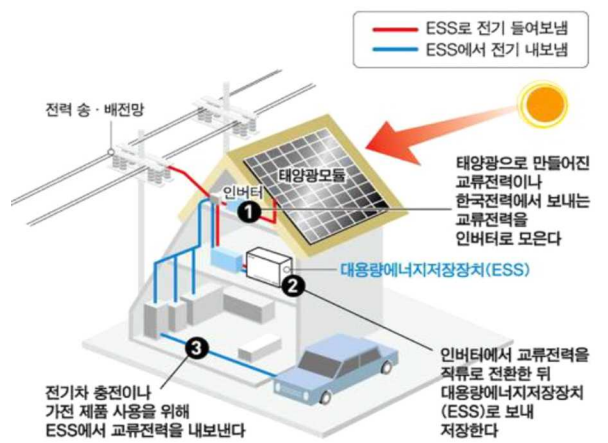 ESS로 전기 들여보냄
ESS에서 전기 내보냄
전력 송·배전망
태양광모듈
인버터
1
태양광으로 만들어진
교류전력이나
한국전력에서 보내는
교류전력을
인버터로 모은다
대용량에너지저장장치(ESS)
2
3
인버터에서 교류전력을
직류로 전환한 뒤
대용량에너지저장장치
(ESS)로 보내
저장한다
전기차 충전이나
가전 제품 사용을 위해
ESS에서 교류전력을 내보낸다